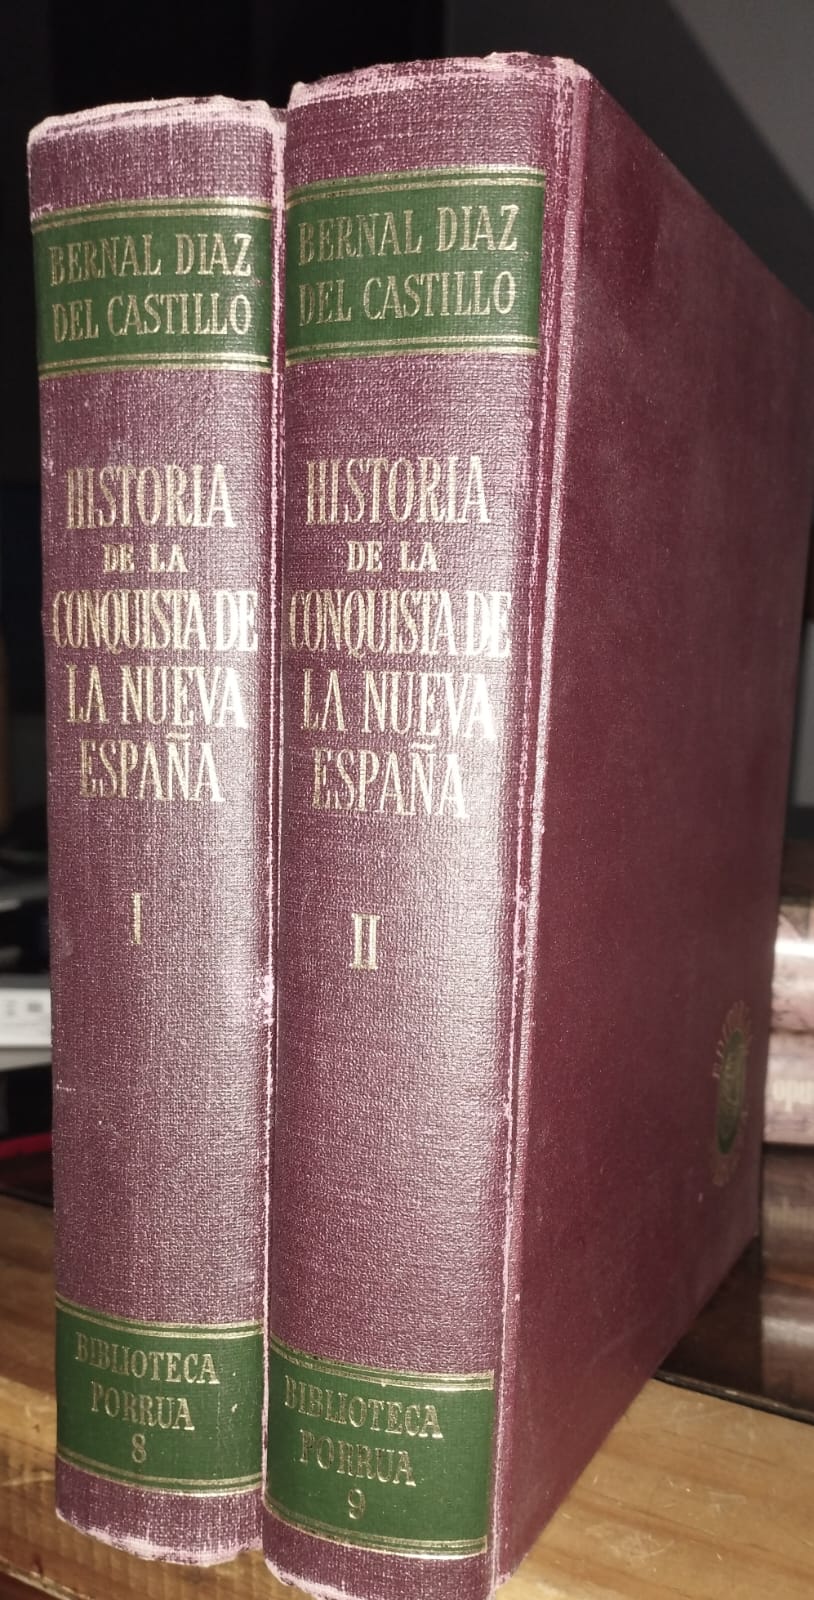 BERNAL DIAZ
DEL CASTILLO
HISTORIA
DE LA
CONQUISTA DE
LA NUEVA
ESPAÑA
I
BIBLIOTECA
PORRUA
8
BERNAL DIAZ
DEL CASTILLO
HISTORIA
DE LA
CONQUISTA DE
LA NUEVA
ESPAÑA
II
BIBLIOTECA
PORRUA
9